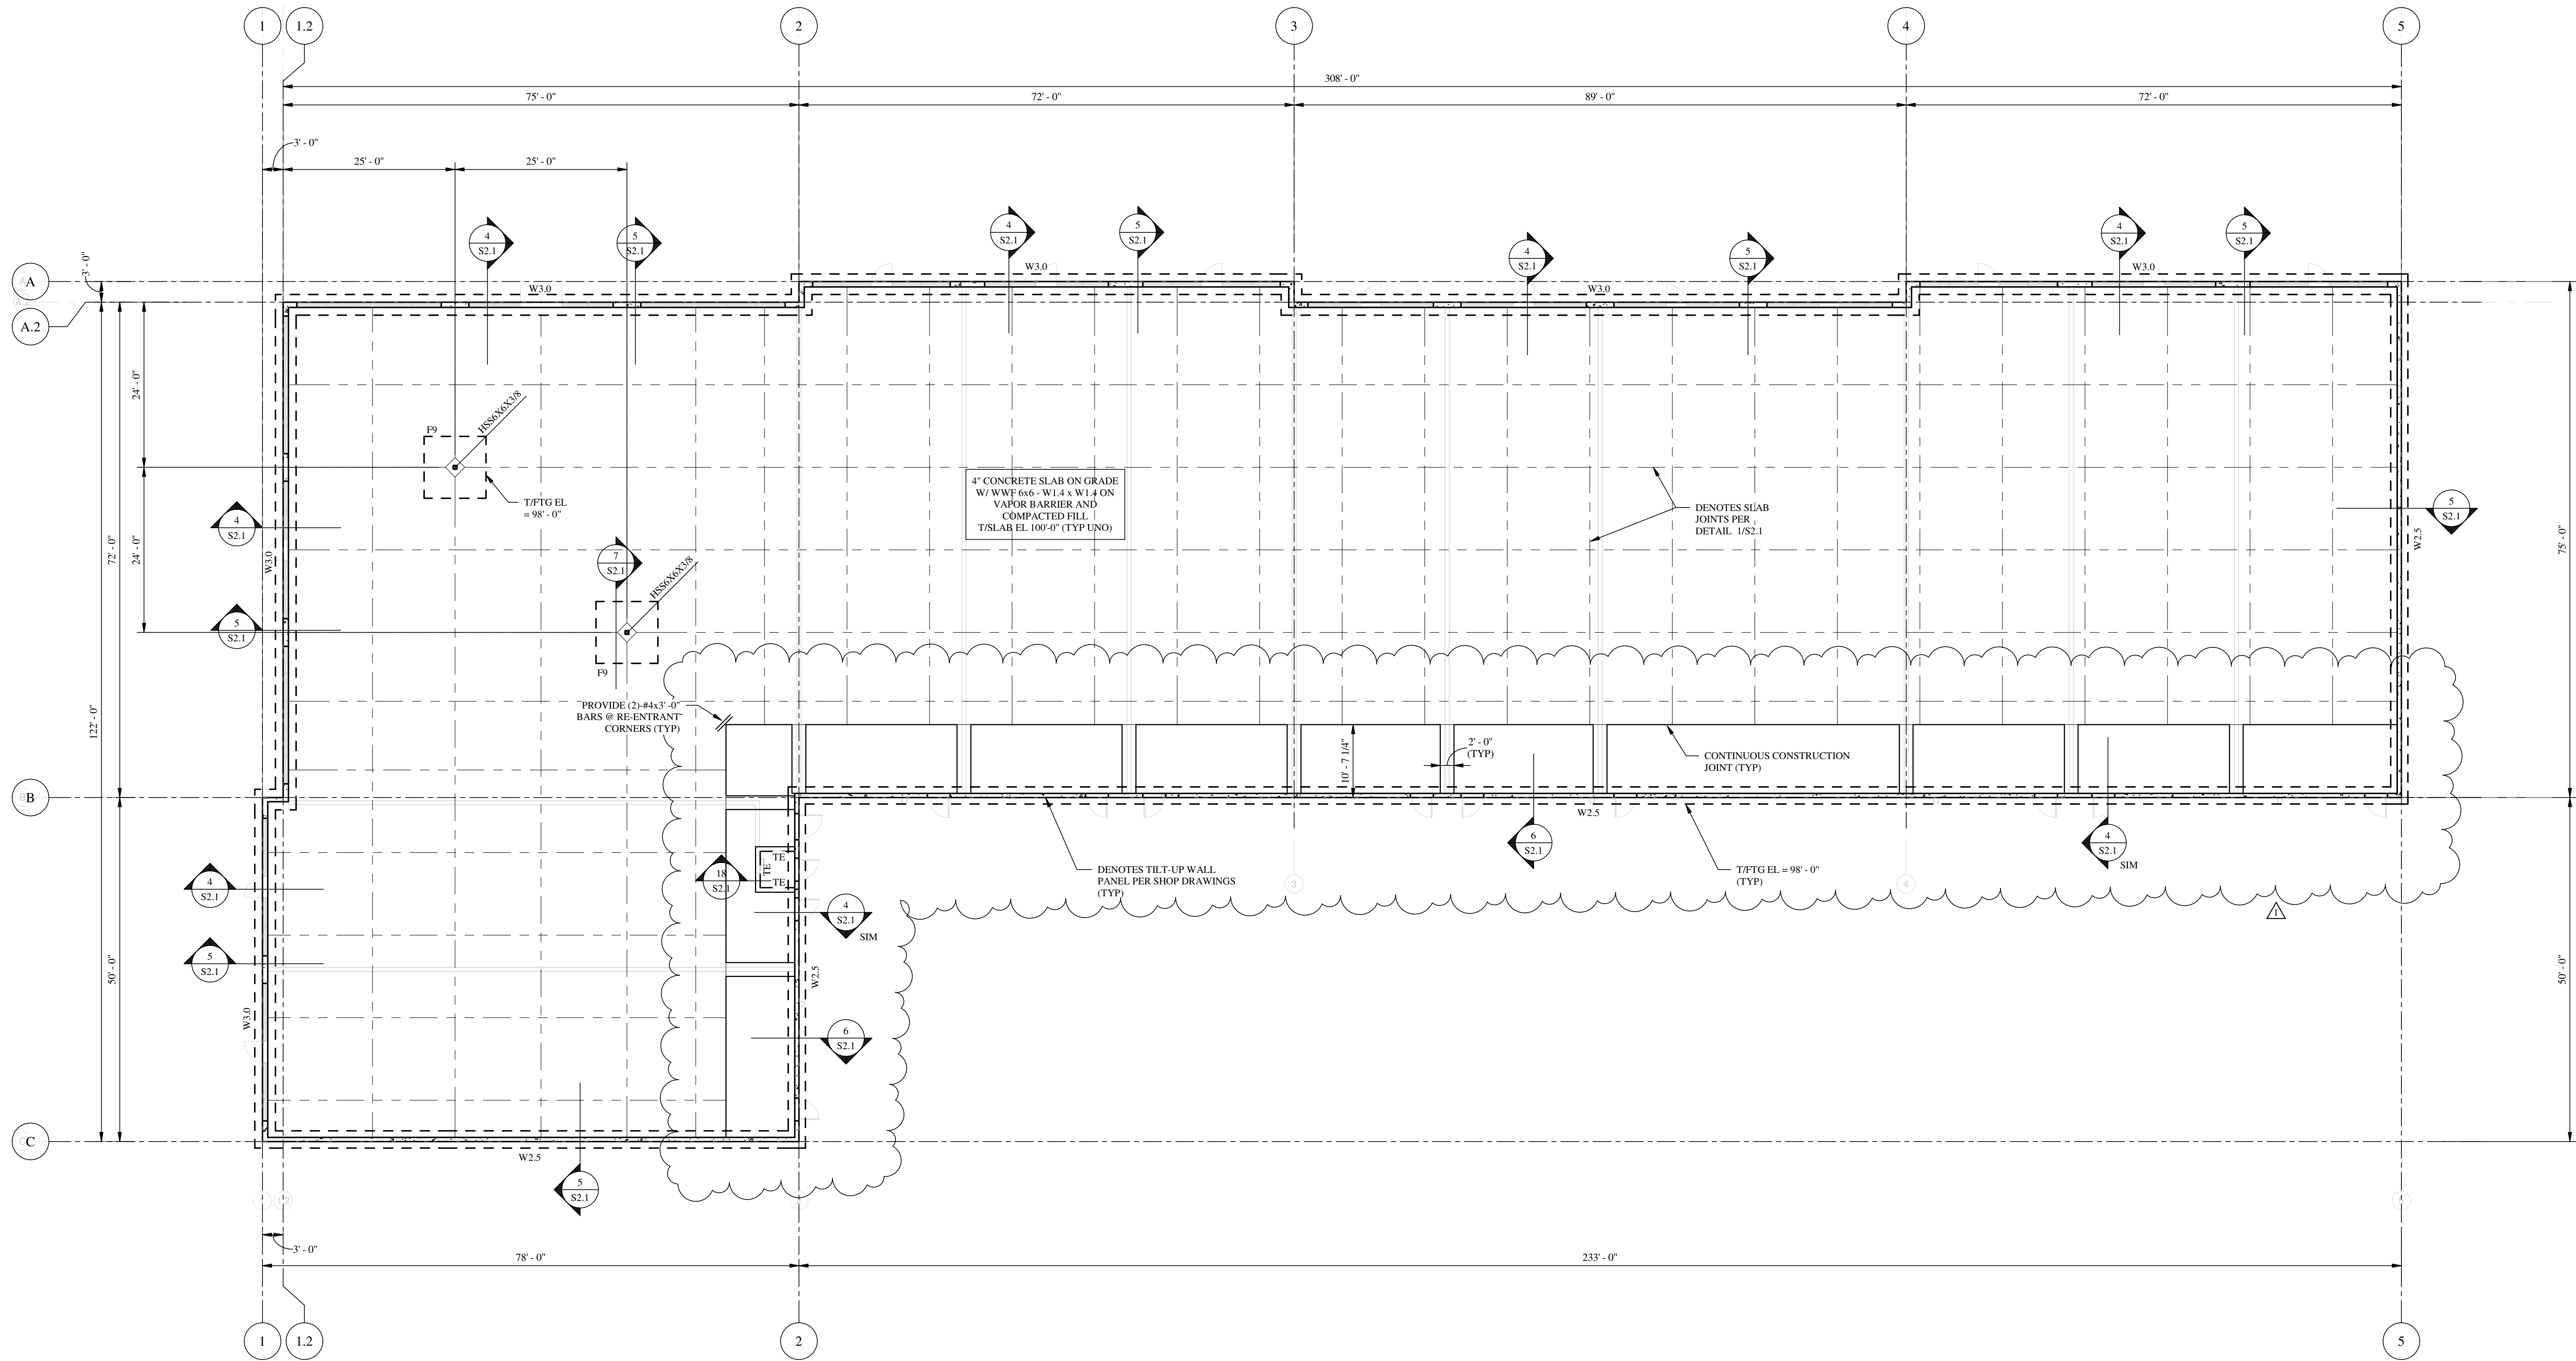 1
1.2
2
3
4
5
308' - 0"
75' - 0"
72' - 0"
89' - 0"
72' - 0"
3' - 0"
25' - 0"
25' - 0"
4
S2.1
5
S2.1
4
S2.1
5
S2.1
4
S2.1
5
S2.1
4
S2.1
5
S2.1
3' - 0"
A
A.2
W3.0
W3.0
W3.0
W3.0
24' - 0"
24' - 0"
72' - 0"
122' - 0"
50' - 0"
F9
HSS6X6X3/8
T/FTG EL
= 98' - 0"
4
S2.1
W3.0
5
S2.1
7
S2.1
HSS6X6X3/8
F9
4" CONCRETE SLAB ON GRADE
W/ WWF 6x6 - W1.4 x W1.4 ON
VAPOR BARRIER AND
COMPACTED FILL
T/SLAB EL 100'-0" (TYP UNO)
DENOTES SLAB
JOINTS PER
DETAIL 1/S2.1
5
S2.1
W2.5
75' - 0"
PROVIDE (2)-#4x3' -0"
BARS @ RE-ENTRANT
CORNERS (TYP)
10' - 7 1/4"
2' - 0"
(TYP)
CONTINUOUS CONSTRUCTION
JOINT (TYP)
B
W2.5
6
S2.1
4
S2.1
SIM
DENOTES TILT-UP WALL
PANEL PER SHOP DRAWINGS
(TYP)
T/FTG EL = 98' - 0"
(TYP)
3
4
1
4
S2.1
5
S2.1
W3.0
18
S2.1
TE
TE
TE
4
S2.1
SIM
W2.5
6
S2.1
50' - 0"
C
W2.5
5
S2.1
3' - 0"
78' - 0"
233' - 0"
1
1.2
2
5